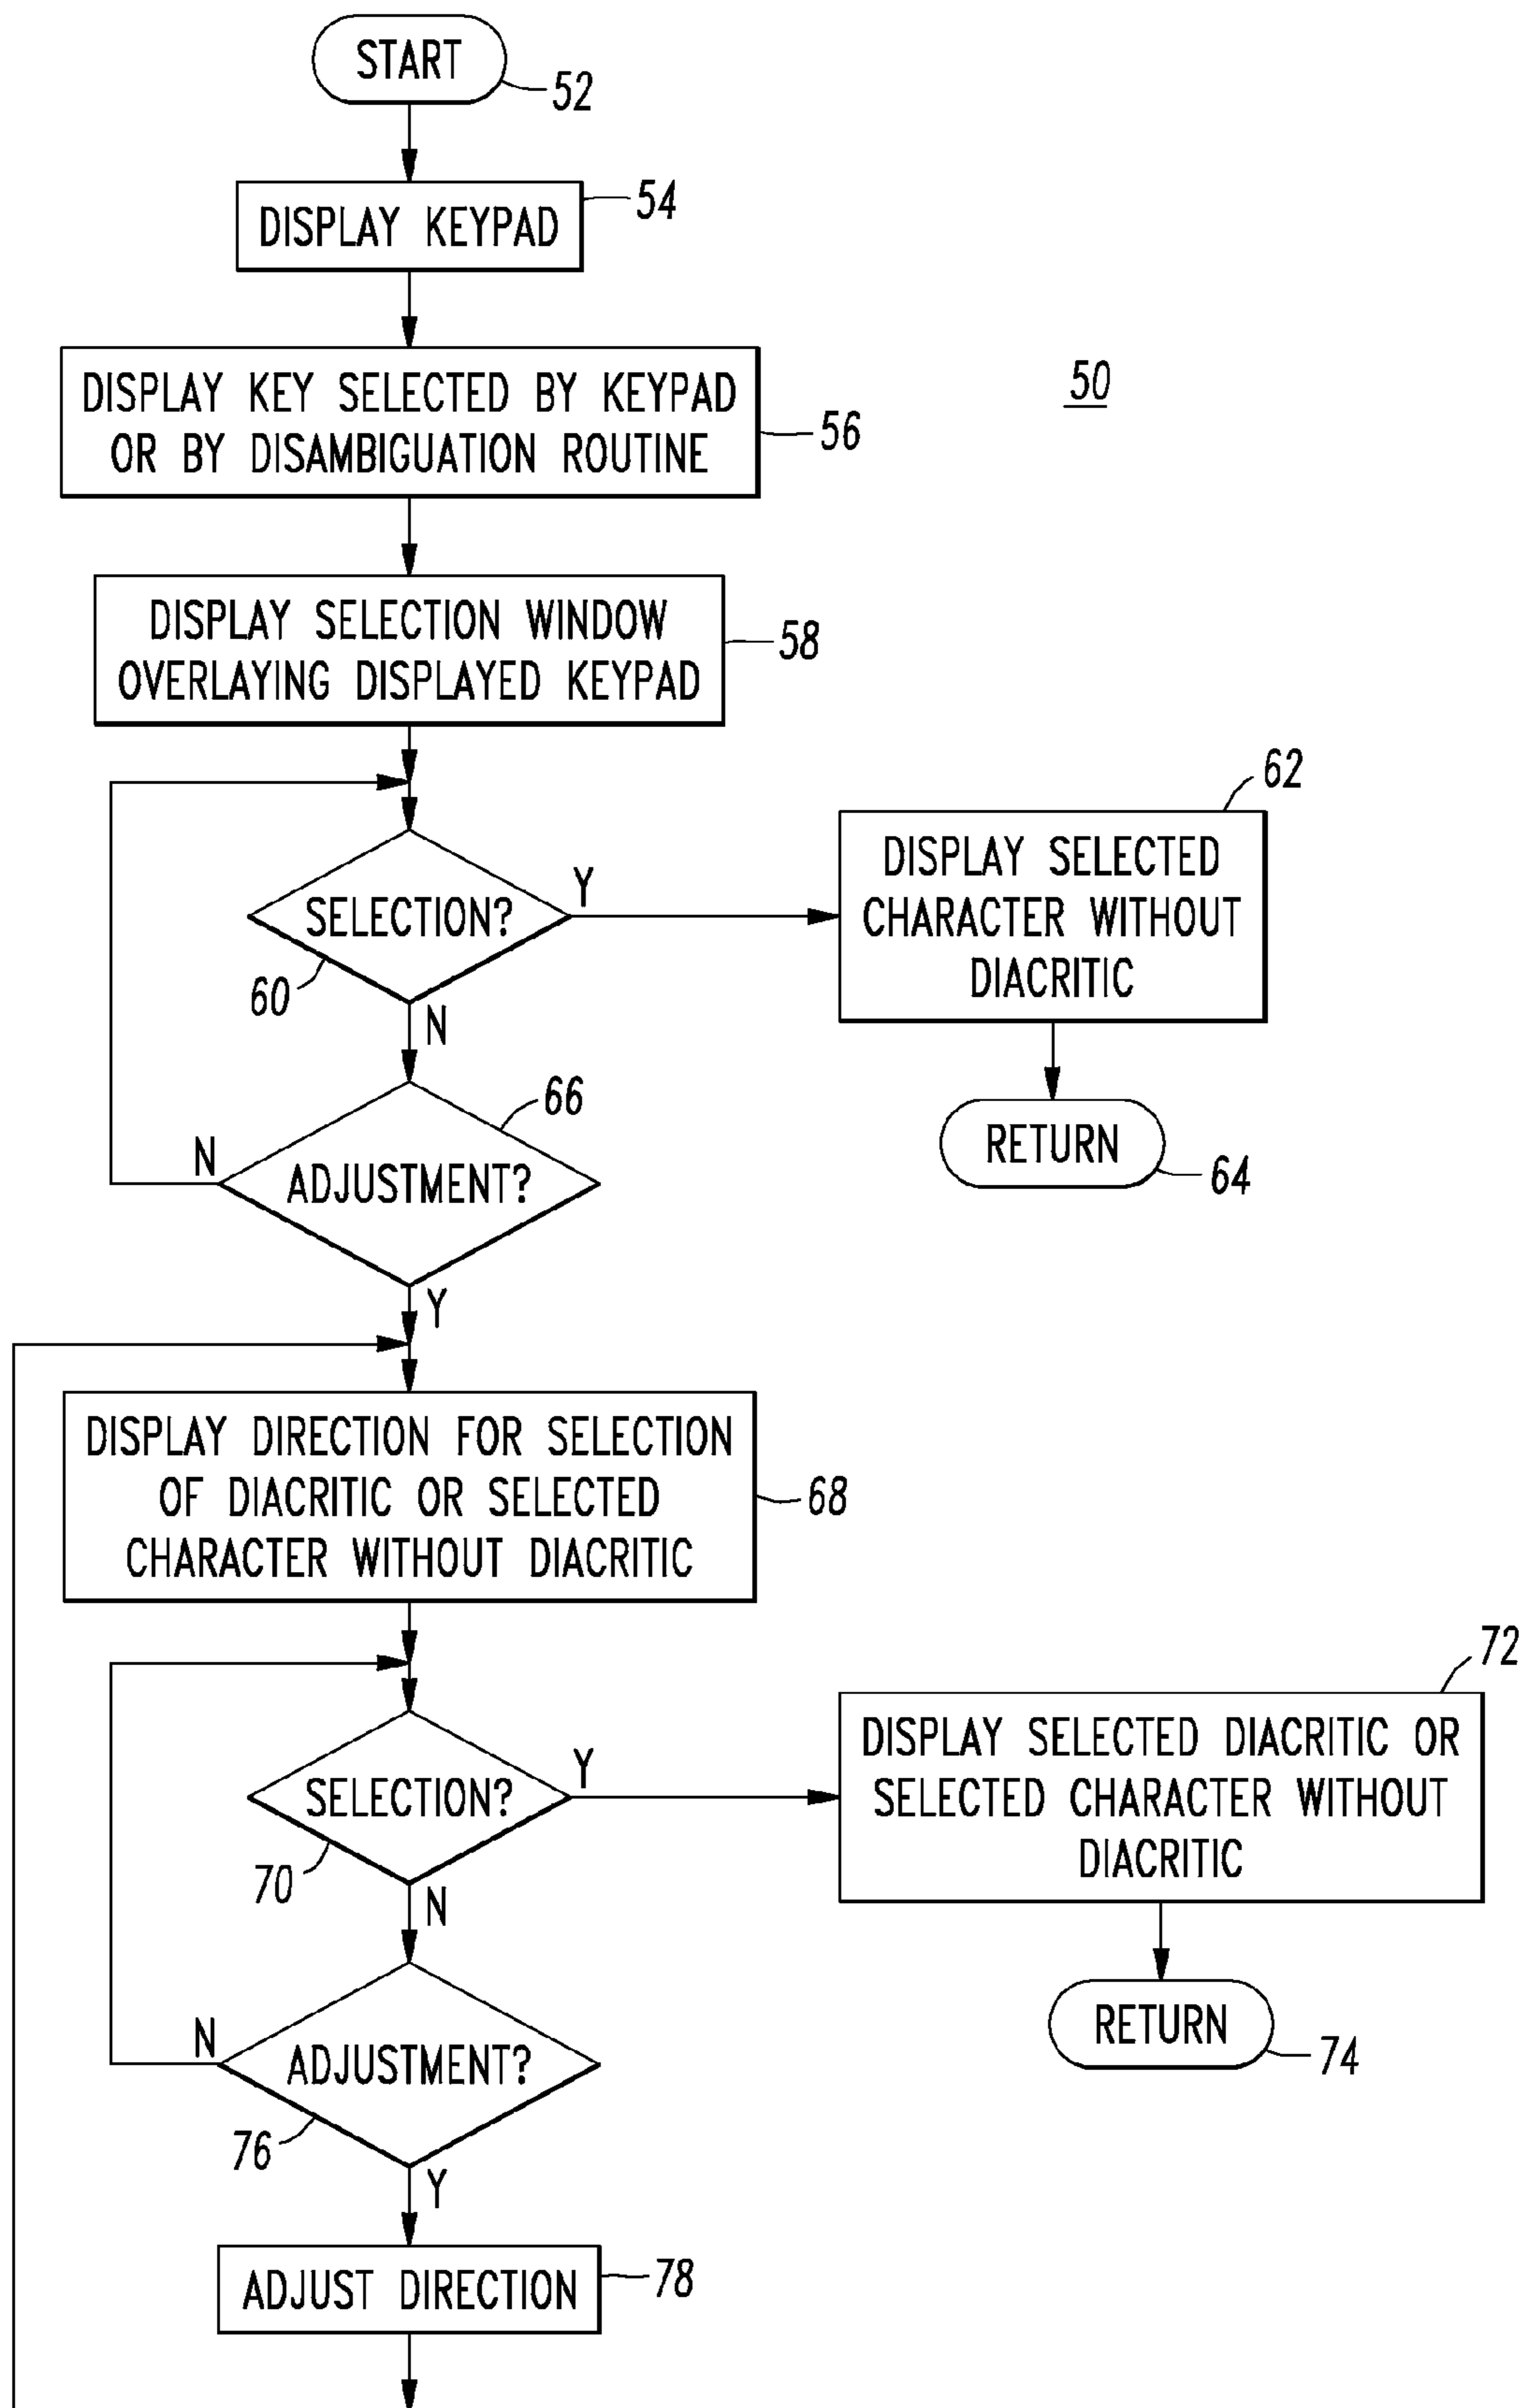 START
52
DISPLAY KEYPAD
54
DISPLAY KEY SELECTED BY KEYPAD
OR BY DISAMBIGUATION ROUTINE
56
50
DISPLAY SELECTION WINDOW
OVERLAYING DISPLAYED KEYPAD
58
SELECTION?
60
Y
N
DISPLAY SELECTED
CHARACTER WITHOUT
DIACRITIC
62
RETURN
64
ADJUSTMENT?
66
N
Y
DISPLAY DIRECTION FOR SELECTION
OF DIACRITIC OR SELECTED
CHARACTER WITHOUT DIACRITIC
68
SELECTION?
70
Y
N
DISPLAY SELECTED DIACRITIC OR
SELECTED CHARACTER WITHOUT
DIACRITIC
72
RETURN
74
ADJUSTMENT?
76
N
Y
ADJUST DIRECTION
78